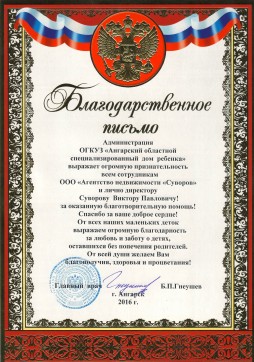 Благодарственное
письмо
Администрация
ОГКУЗ «Ангарский областной
специализированный дом ребенка»
выражает огромную признательность
всем сотрудникам
ООО «Агентство недвижимости «Суворов»
и лично директору
Суворову Виктору Павловичу!
за оказанную благотворительную помощь!
Спасибо за ваше доброе сердце!
От всех наших маленьких деток
выражаем огромную благодарность
за любовь и заботу о детях,
оставшихся без попечения родителей.
От всей души желаем Вам
благополучия, здоровья и процветания!
Главный врач Б.П.Гнеушев
г. Ангарск
2016 г.